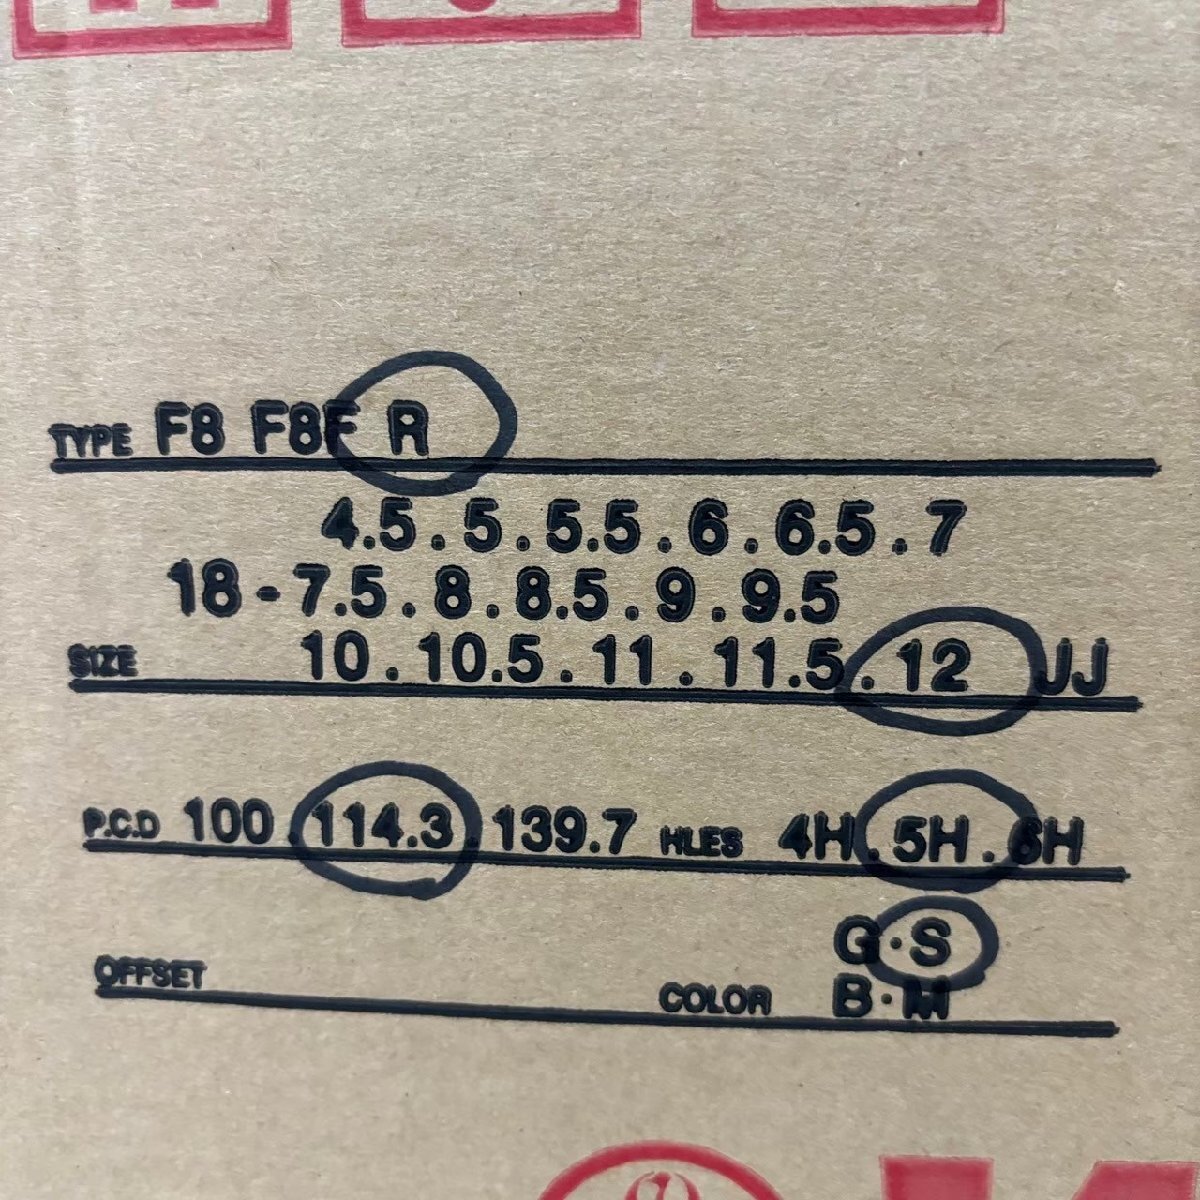 TYPE F8 F8F R
4.5 . 5 . 5.5 . 6 . 6.5 . 7
18 - 7.5 . 8 . 8.5 . 9 . 9.5
SIZE 10 . 10.5 . 11 . 11.5 . 12 JJ
P.C.D 100 . 114.3 . 139.7 HLES 4H . 5H . 6H
G · S
OFFSET COLOR B · M